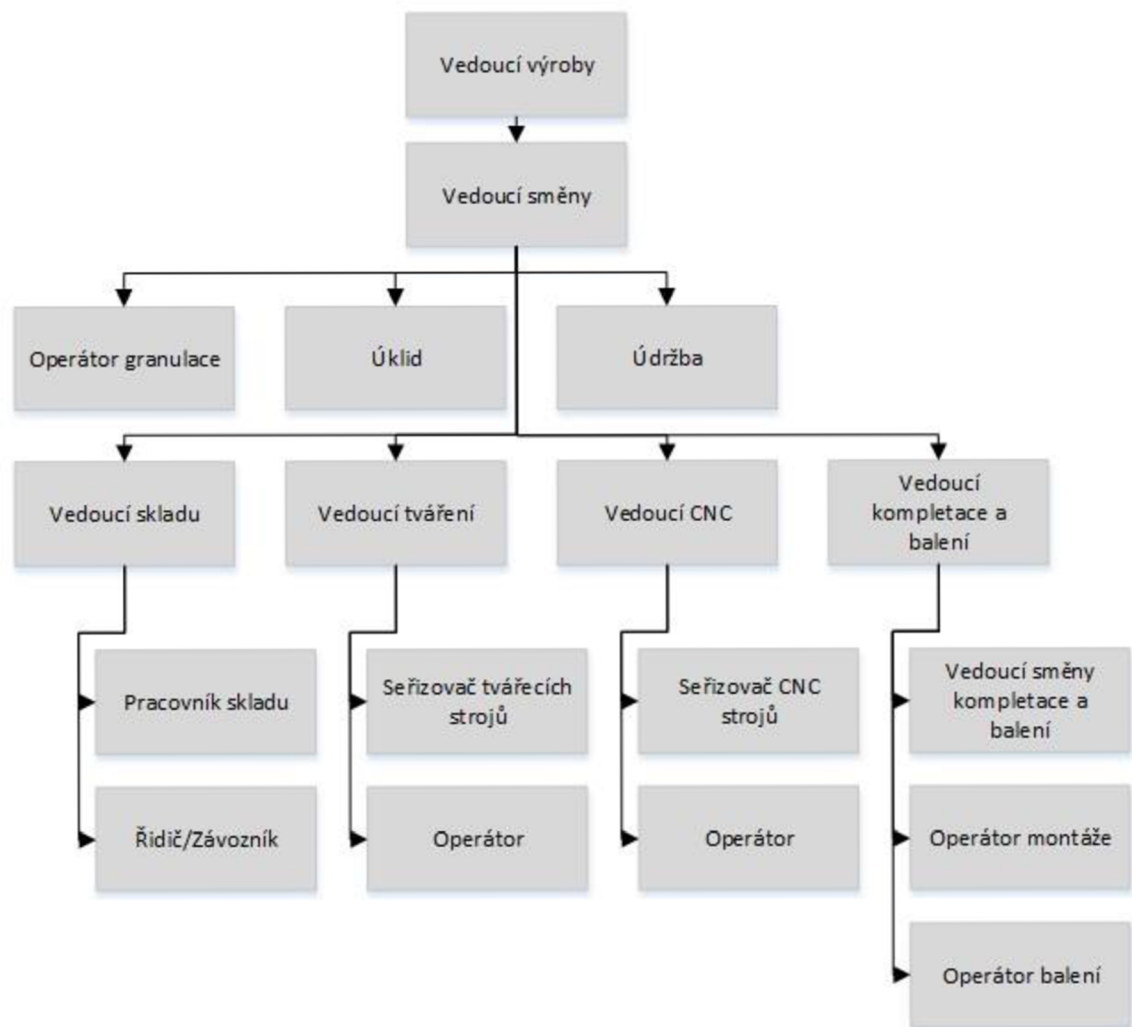 Vedoucí výroby
Vedoucí směny
Operátor granulace
Úklid
Údržba
Vedoucí skladu
Vedoucí tváření
Vedoucí CNC
Vedoucí
kompletace a
balení
Pracovník skladu
Seřizovač tvářecích
strojů
Seřizovač CNC
strojů
Vedoucí směny
kompletace a
balení
Řidič/Závozník
Operátor
Operátor
Operátor montáže
Operátor balení